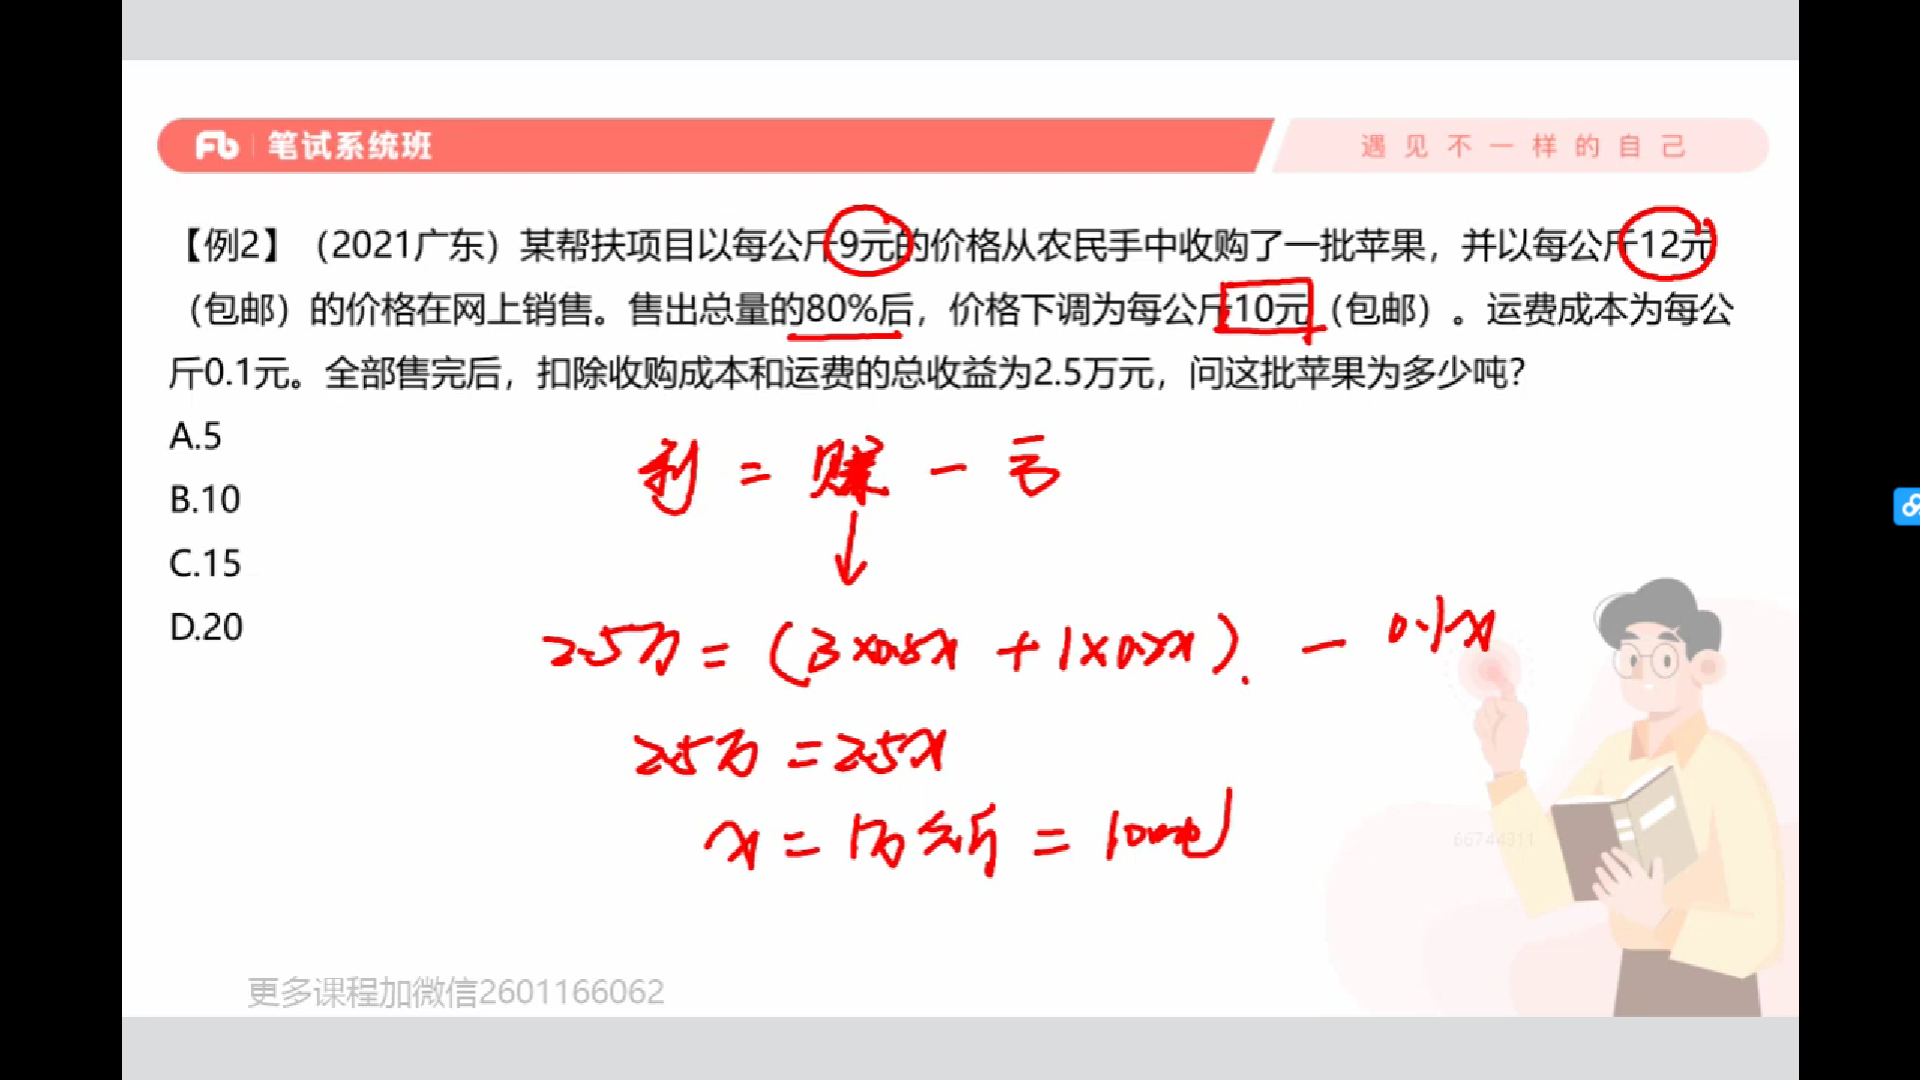 Fb 笔试系统班 遇见不一样的自己
【例2】（2021广东）某帮扶项目以每公斤9元的价格从农民手中收购了一批苹果，并以每公斤12元
（包邮）的价格在网上销售。售出总量的80%后，价格下调为每公斤10元（包邮）。运费成本为每公
斤0.1元。全部售完后，扣除收购成本和运费的总收益为2.5万元，问这批苹果为多少吨？
A.5
B.10
C.15
D.20
利 = 赚 - 亏
2.5万 = (3×0.8x + 1×0.2x) - 0.1x
2.5万 = 2.5x
x = 1万公斤 = 10吨
66744311
更多课程加微信2601166062